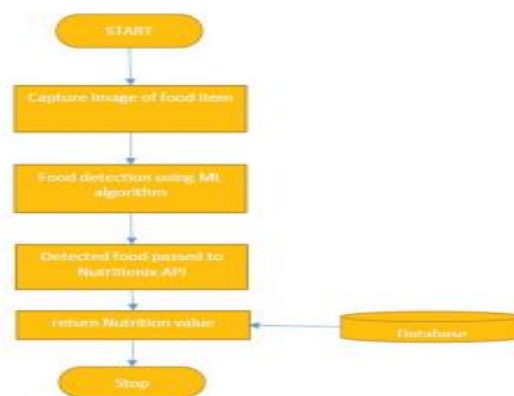 START
Capture Image of food Item
Food detection using ML
algorithm
Detected food passed to
Nutritionix API
return Nutrition value
Database
Stop